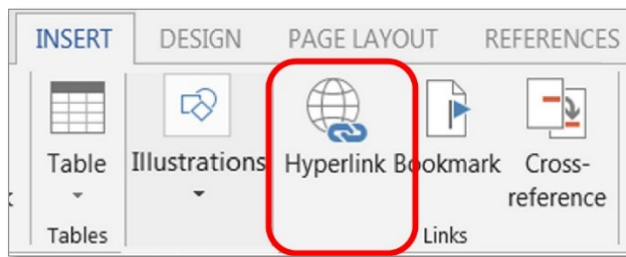 INSERT DESIGN PAGE LAYOUT REFERENCES
Table Illustrations Hyperlink Bookmark Cross-
reference
Tables Links